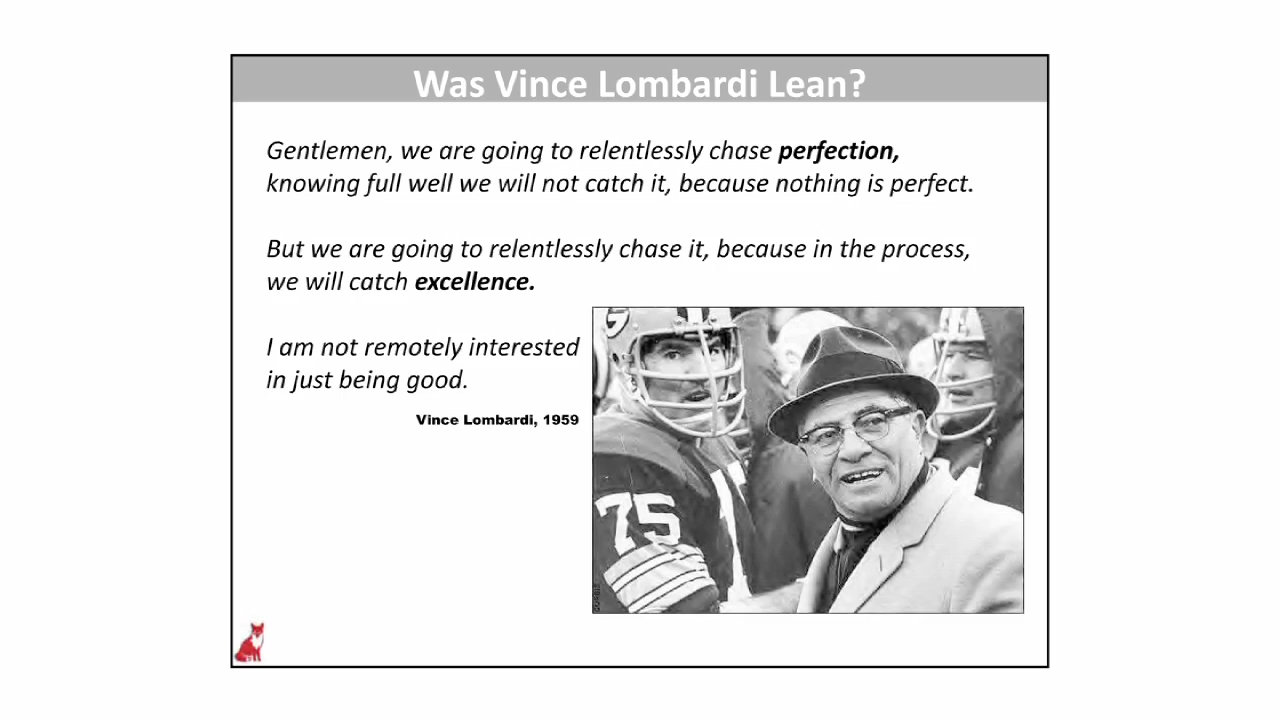 Was Vince Lombardi Lean?
Gentlemen, we are going to relentlessly chase perfection,
knowing full well we will not catch it, because nothing is perfect.
But we are going to relentlessly chase it, because in the process,
we will catch excellence.
I am not remotely interested
in just being good.
Vince Lombardi, 1959
G
75